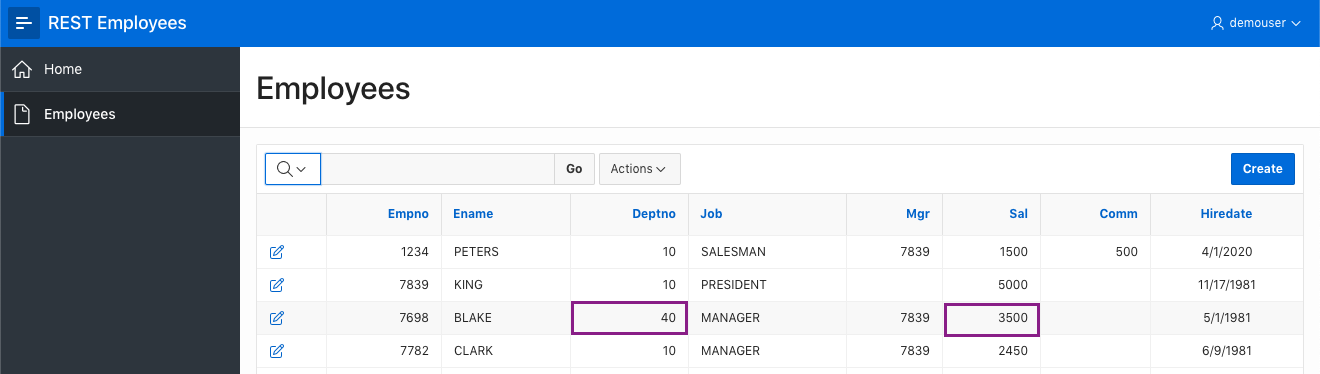 REST Employees demouser
Home
Employees
Employees
Go Actions Create
Empno Ename Deptno Job Mgr Sal Comm Hiredate
1234 PETERS 10 SALESMAN 7839 1500 500 4/1/2020
7839 KING 10 PRESIDENT 5000 11/17/1981
7698 BLAKE 40 MANAGER 7839 3500 5/1/1981
7782 CLARK 10 MANAGER 7839 2450 6/9/1981